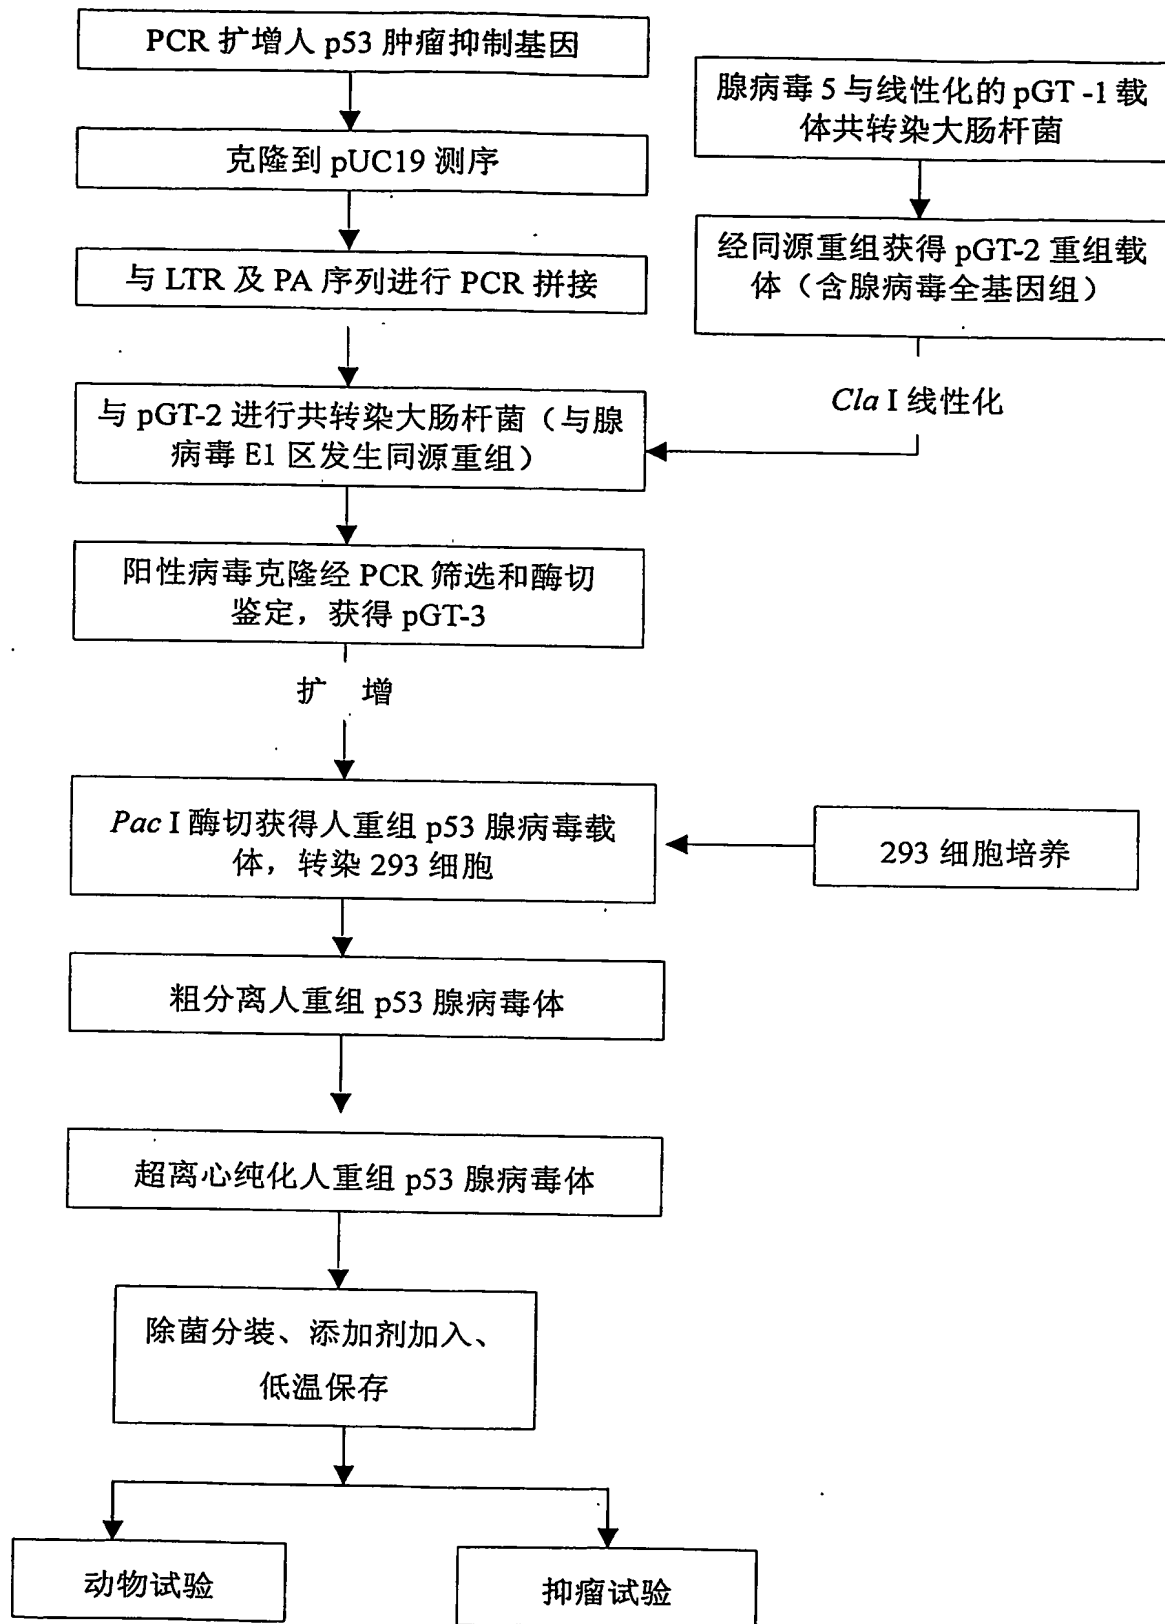 PCR 扩增人 p53 肿瘤抑制基因
腺病毒 5 与线性化的 pGT -1 载
体共转染大肠杆菌
克隆到 pUC19 测序
经同源重组获得 pGT-2 重组载
体（含腺病毒全基因组）
与 LTR 及 PA 序列进行 PCR 拼接
Cla I 线性化
与 pGT-2 进行共转染大肠杆菌（与腺
病毒 E1 区发生同源重组）
阳性病毒克隆经 PCR 筛选和酶切
鉴定，获得 pGT-3
扩 增
Pac I 酶切获得人重组 p53 腺病毒载
体，转染 293 细胞
293 细胞培养
粗分离人重组 p53 腺病毒体
超离心纯化人重组 p53 腺病毒体
除菌分装、添加剂加入、
低温保存
动物试验
抑瘤试验